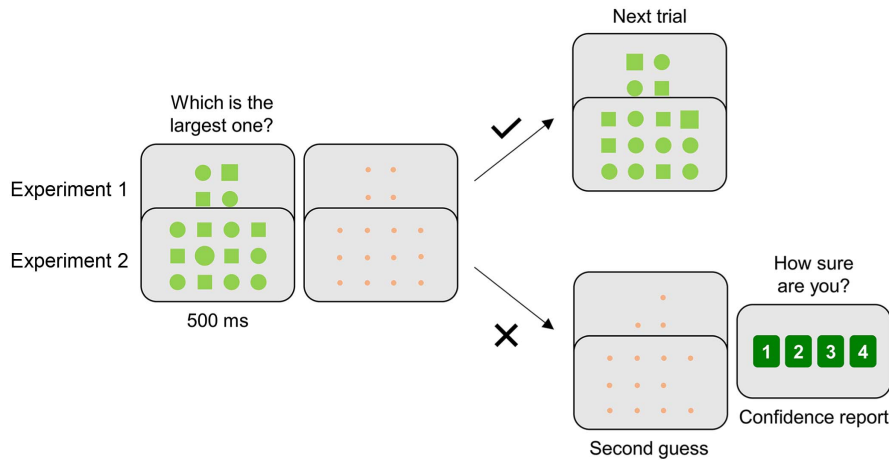 Next trial
Which is the
largest one?
Experiment 1
Experiment 2
500 ms
How sure
are you?
1 2 3 4
Second guess
Confidence report